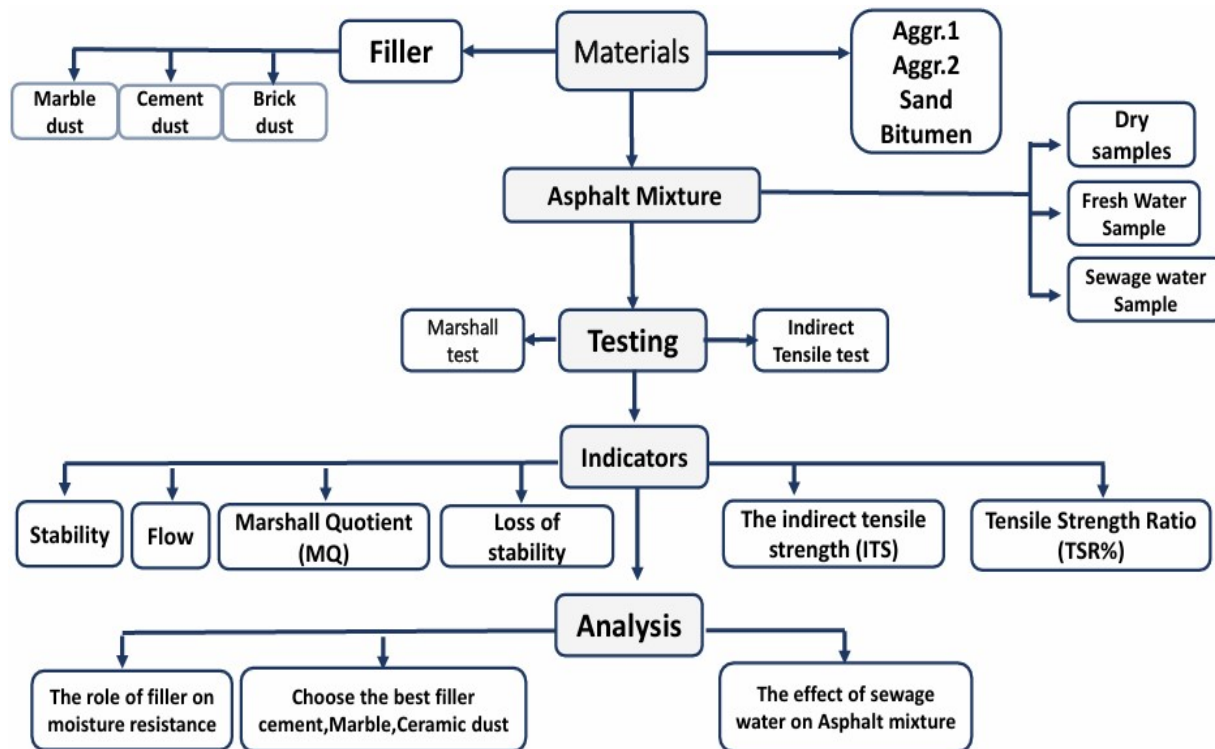 Filler
Materials
Aggr.1
Aggr.2
Sand
Bitumen
Marble
dust
Cement
dust
Brick
dust
Asphalt Mixture
Dry
samples
Fresh Water
Sample
Sewage water
Sample
Marshall
test
Testing
Indirect
Tensile test
Indicators
Stability
Flow
Marshall Quotient
(MQ)
Loss of
stability
The indirect tensile
strength (ITS)
Tensile Strength Ratio
(TSR%)
Analysis
The role of filler on
moisture resistance
Choose the best filler
cement,Marble,Ceramic dust
The effect of sewage
water on Asphalt mixture